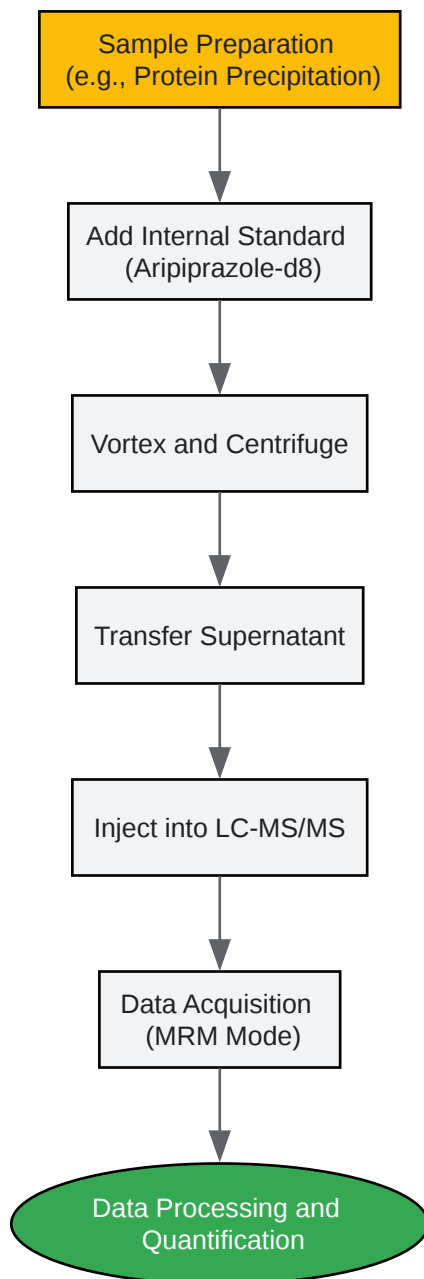 Sample Preparation
(e.g., Protein Precipitation)
Add Internal Standard
(Aripiprazole-d8)
Vortex and Centrifuge
Transfer Supernatant
Inject into LC-MS/MS
Data Acquisition
(MRM Mode)
Data Processing and
Quantification